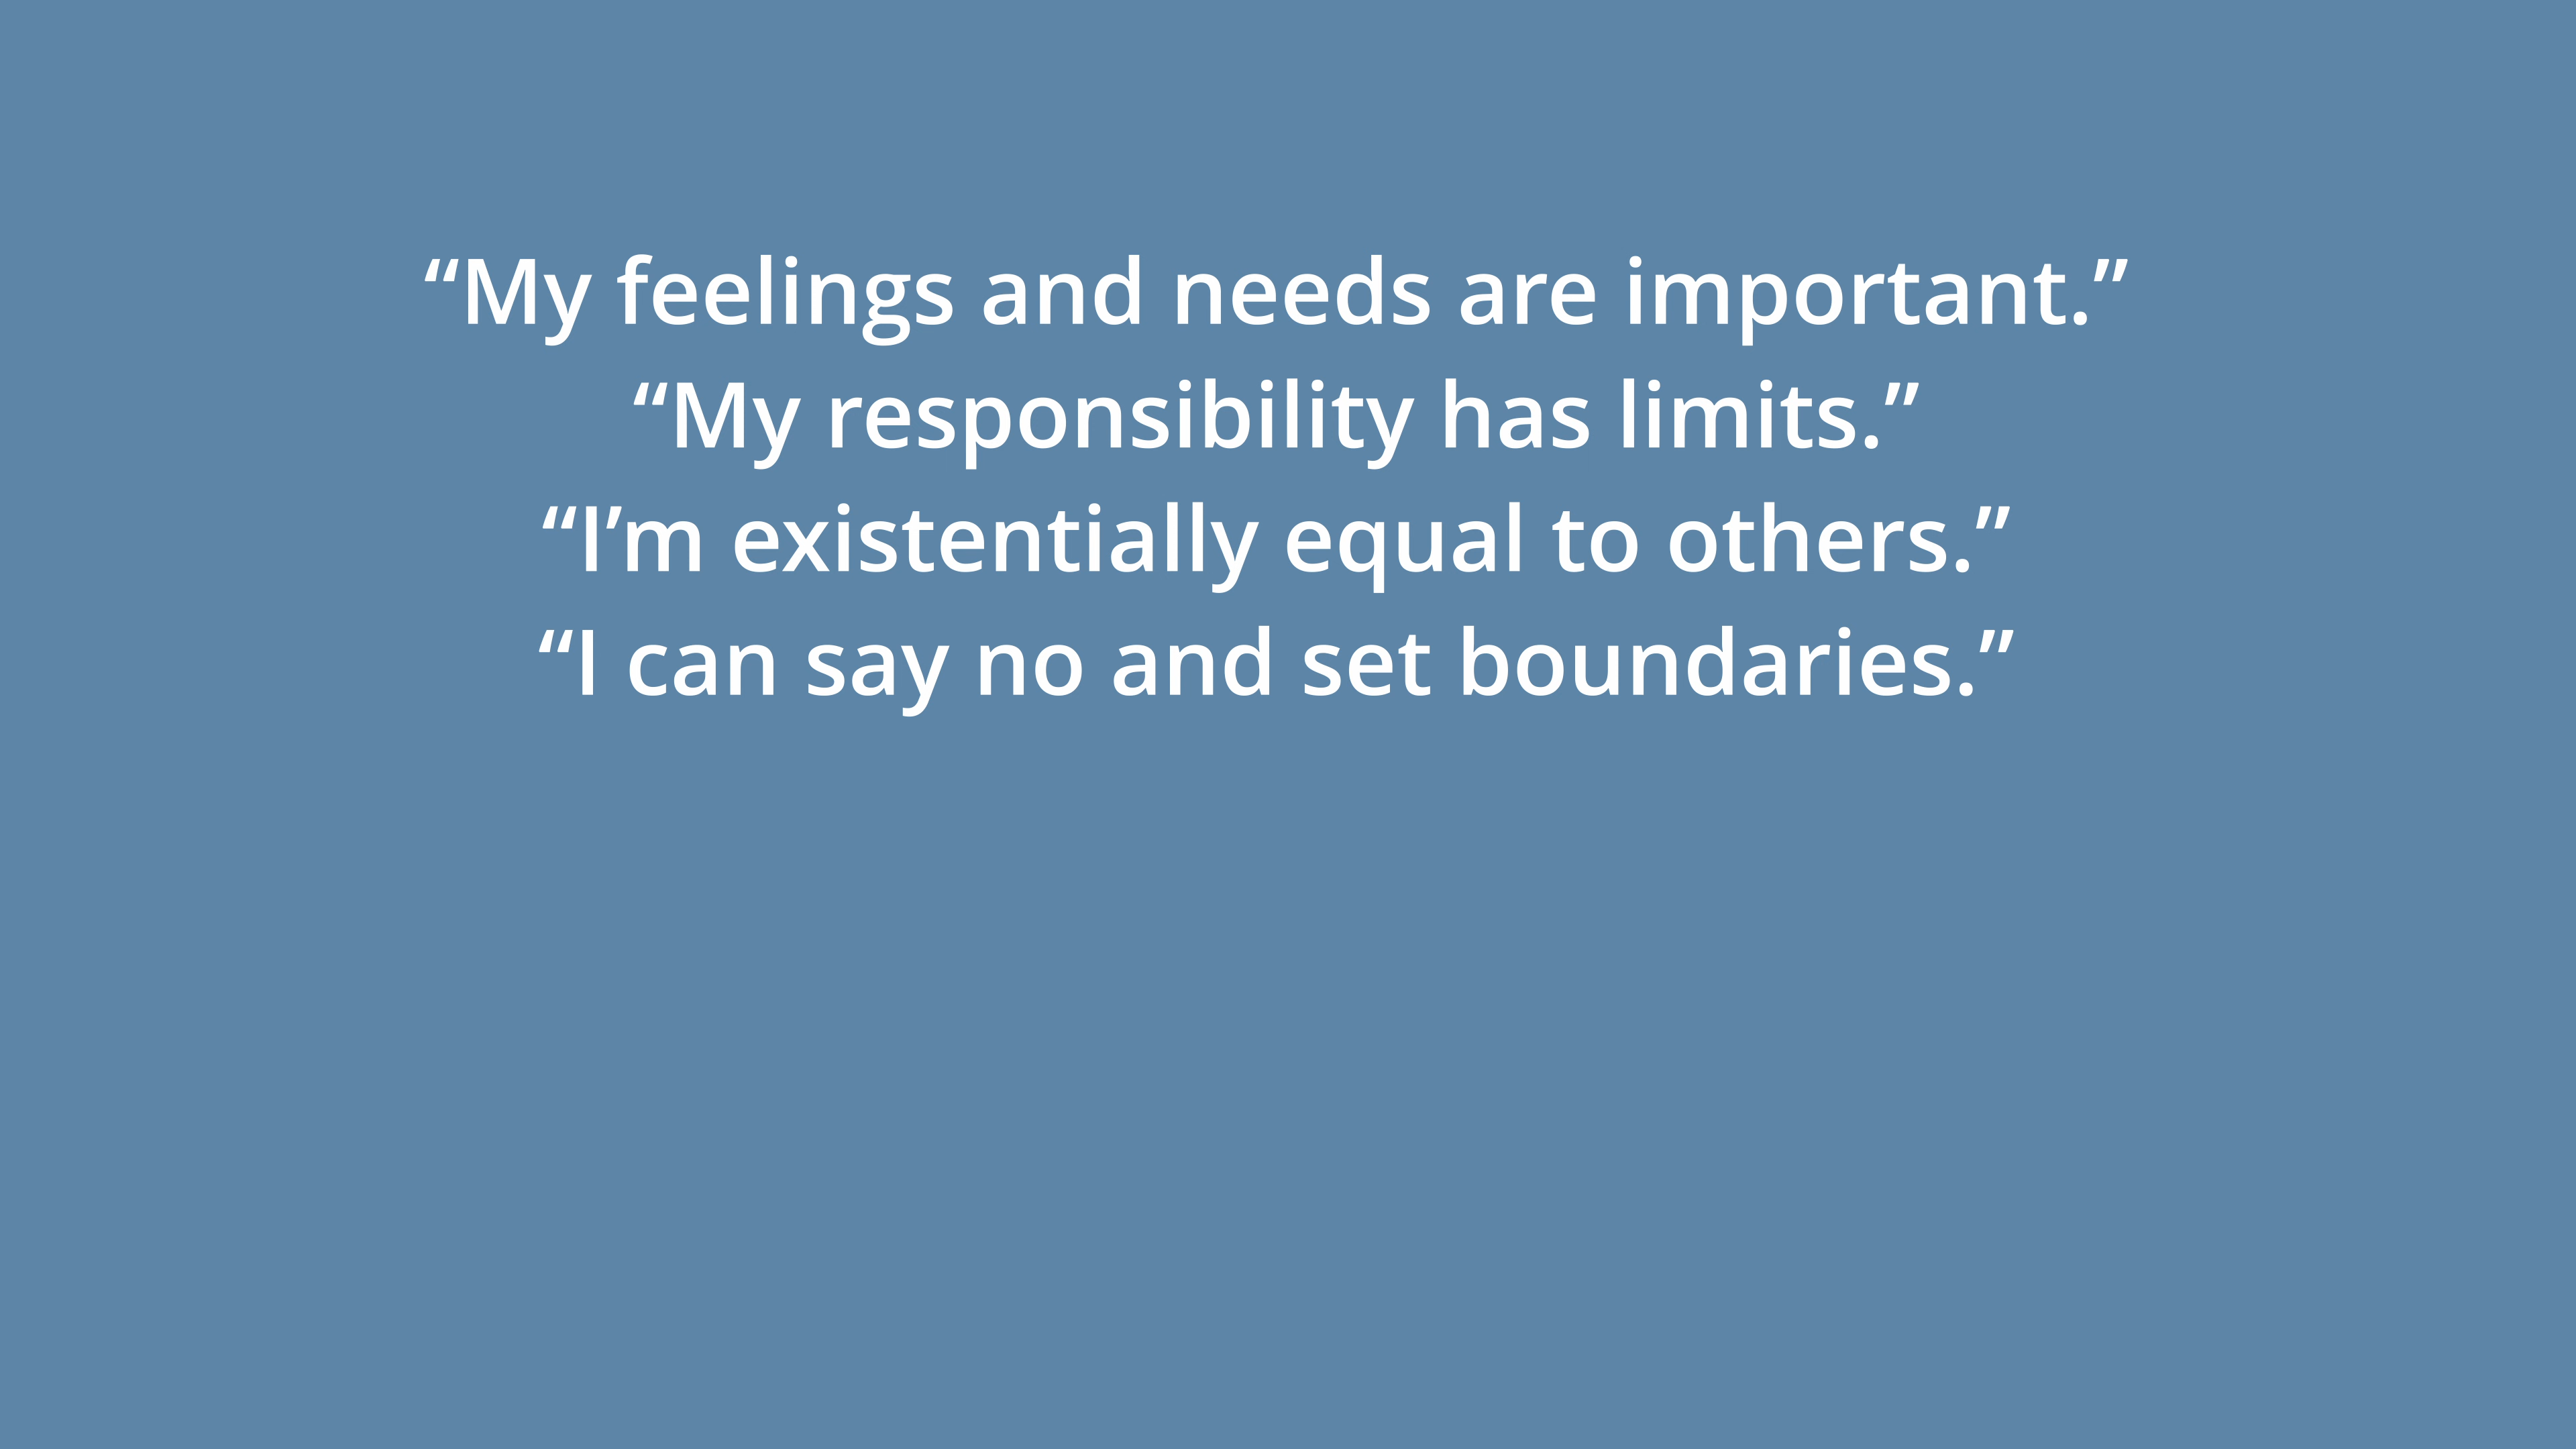 “My feelings and needs are important.”
“My responsibility has limits.”
“I’m existentially equal to others.”
“I can say no and set boundaries.”